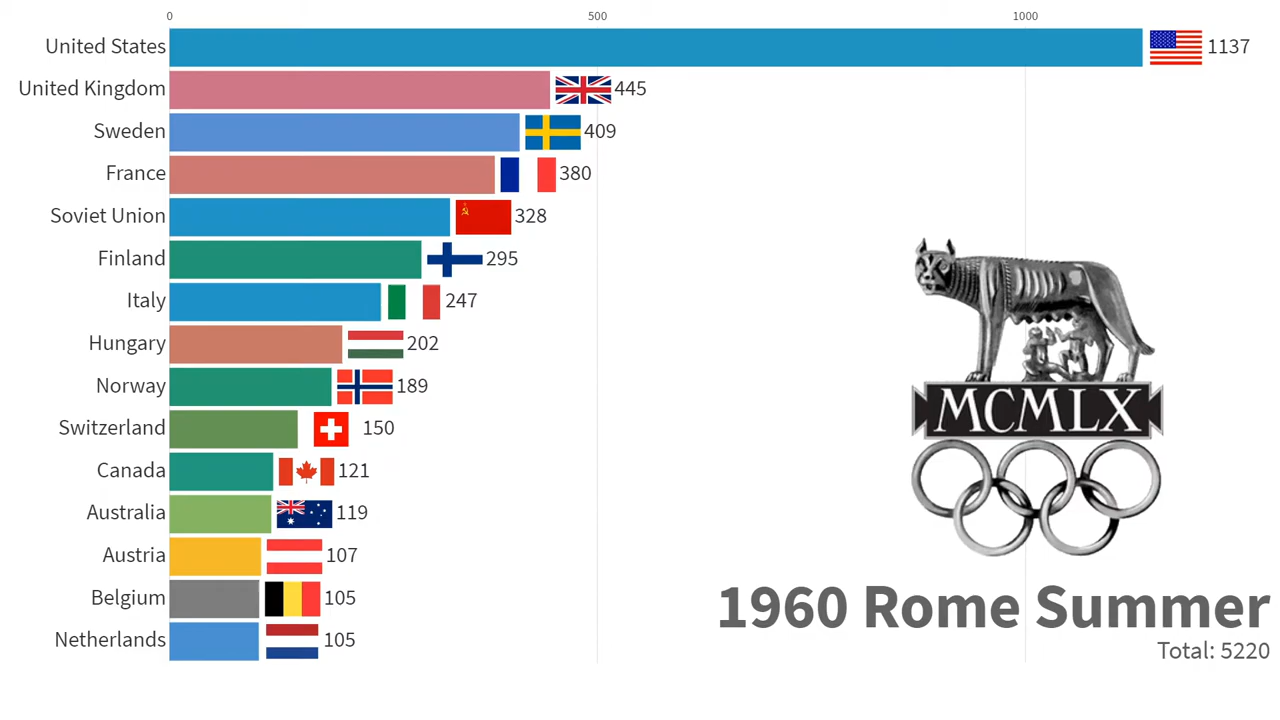 0 500 1000
United States 1137
United Kingdom 445
Sweden 409
France 380
Soviet Union 328
Finland 295
Italy 247
Hungary 202
Norway 189
Switzerland 150
Canada 121
Australia 119
Austria 107
Belgium 105
Netherlands 105
MCMLX
1960 Rome Summer
Total: 5220